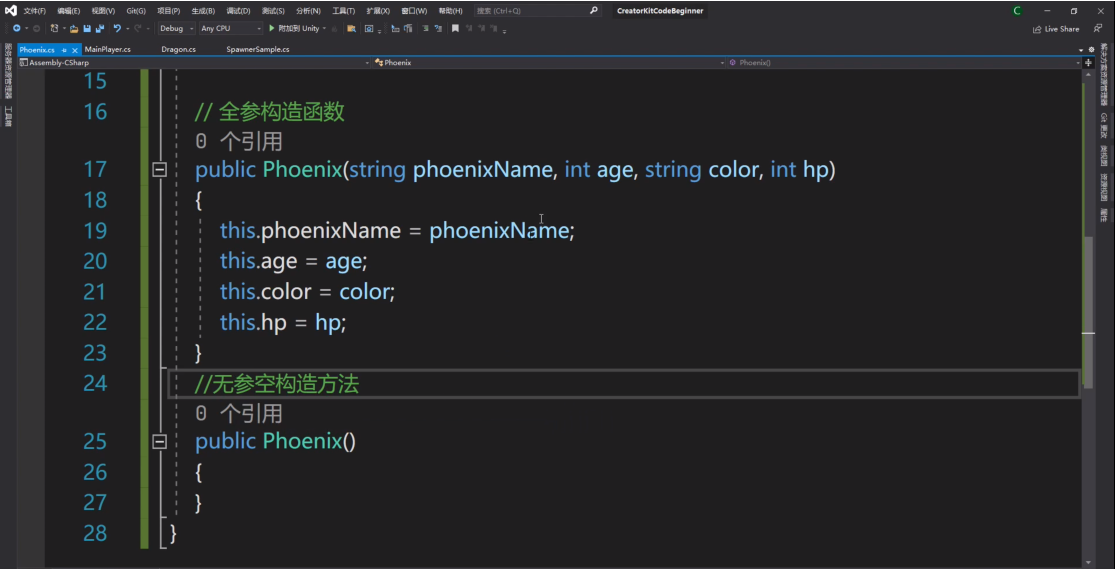 文件(F) 编辑(E) 视图(V) Git(G) 项目(P) 生成(B) 调试(D) 测试(S) 分析(N) 工具(T) 扩展(X) 窗口(W) 帮助(H) 搜索 (Ctrl+Q) CreatorKitCodeBeginner C
Debug Any CPU 附加到 Unity Live Share
Phoenix.cs MainPlayer.cs Dragon.cs SpawnerSample.cs
Assembly-CSharp Phoenix Phoenix()
15
16 // 全参构造函数
0 个引用
17 public Phoenix(string phoenixName, int age, string color, int hp)
18 {
19 this.phoenixName = phoenixName;
20 this.age = age;
21 this.color = color;
22 this.hp = hp;
23 }
24 //无参空构造方法
0 个引用
25 public Phoenix()
26 {
27 }
28 }
服务器资源管理器
工具箱
解决方案资源管理器
Git 更改
类视图
资源视图
属性